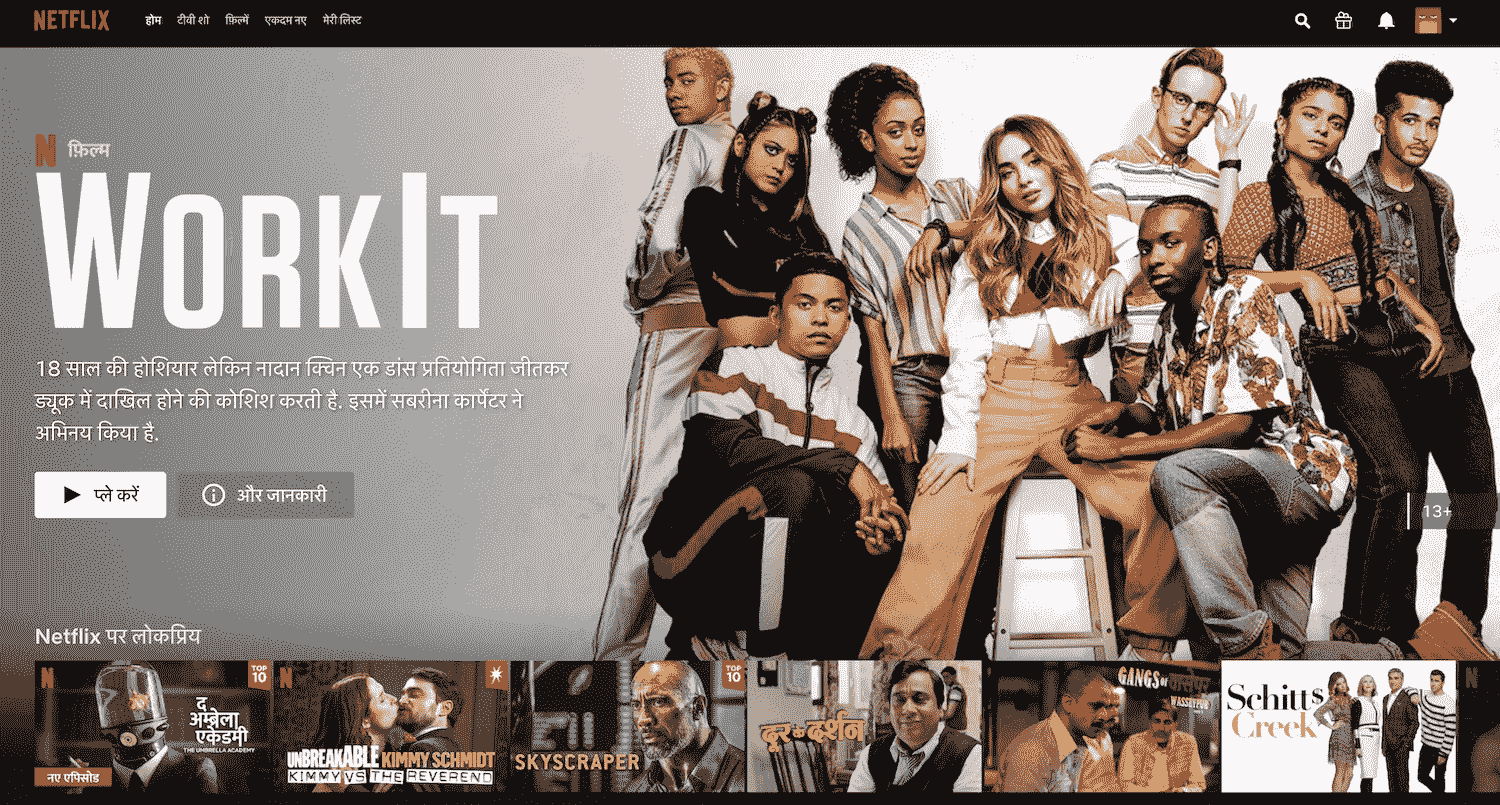 NETFLIX
होम टीवी शो फ़िल्में एकदम नए मेरी लिस्ट
N फ़िल्म
WORK IT
18 साल की होशियार लेकिन नादान क्विन एक डांस प्रतियोगिता जीतकर
ड्यूक में दाखिल होने की कोशिश करती है. इसमें सबरीना कार्पेटर ने
अभिनय किया है.
प्ले करें और जानकारी
13+
Netflix पर लोकप्रिय
N
TOP
10
द
अम्ब्रेला
एकेडमी
THE UMBRELLA ACADEMY
नए एपिसोड
N
UNBREAKABLE KIMMY SCHMIDT
KIMMY VS THE REVEREND
TOP
10
SKYSCRAPER
दूर के दर्शन
GANGS OF वासेपुर
WASSEYPUR
Schitt's
Creek
N